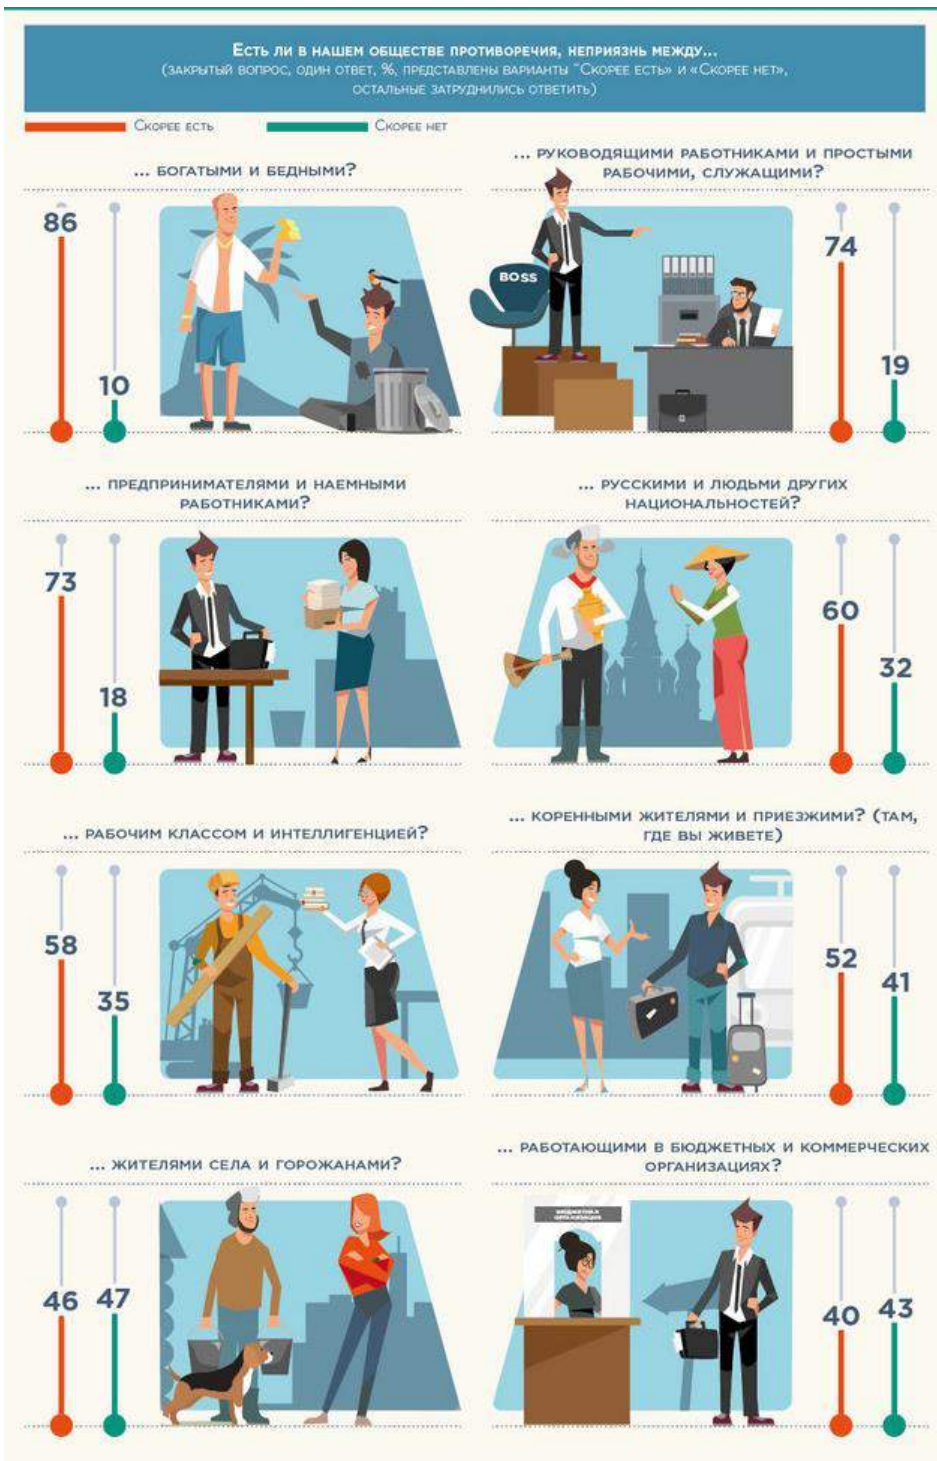 Есть ли в нашем обществе противоречия, неприязнь между...
(закрытый вопрос, один ответ, %, представлены варианты "Скорее есть» и «Скорее нет»,
остальные затруднились ответить)
Скорее есть
Скорее нет
... богатыми и бедными?
86
10
... руководящими работниками и простыми
рабочими, служащими?
BOSS
74
19
... предпринимателями и наемными
работниками?
73
18
... русскими и людьми других
национальностей?
60
32
... рабочим классом и интеллигенцией?
58
35
... коренными жителями и приезжими? (там,
где вы живете)
52
41
... жителями села и горожанами?
46
47
... работающими в бюджетных и коммерческих
организациях?
40
43